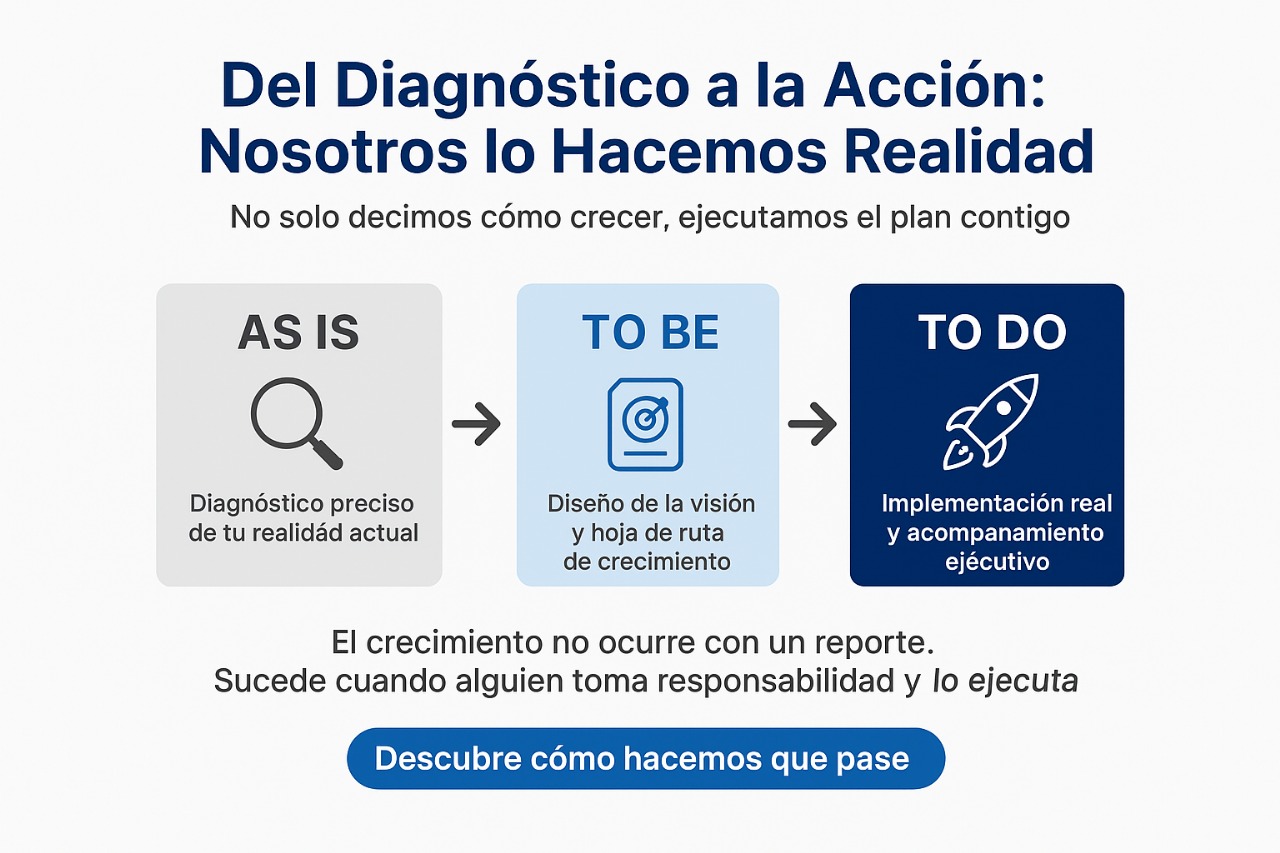 Del Diagnóstico a la Acción:
Nosotros lo Hacemos Realidad
No solo decimos cómo crecer, ejecutamos el plan contigo
AS IS
Diagnóstico preciso
de tu realidád actual
TO BE
Diseño de la visión
y hoja de ruta
de crecimiento
TO DO
Implementación real
y acompanamiento
ejécutivo
El crecimiento no ocurre con un reporte.
Sucede cuando alguien toma responsabilidad y lo ejecuta
Descubre cómo hacemos que pase